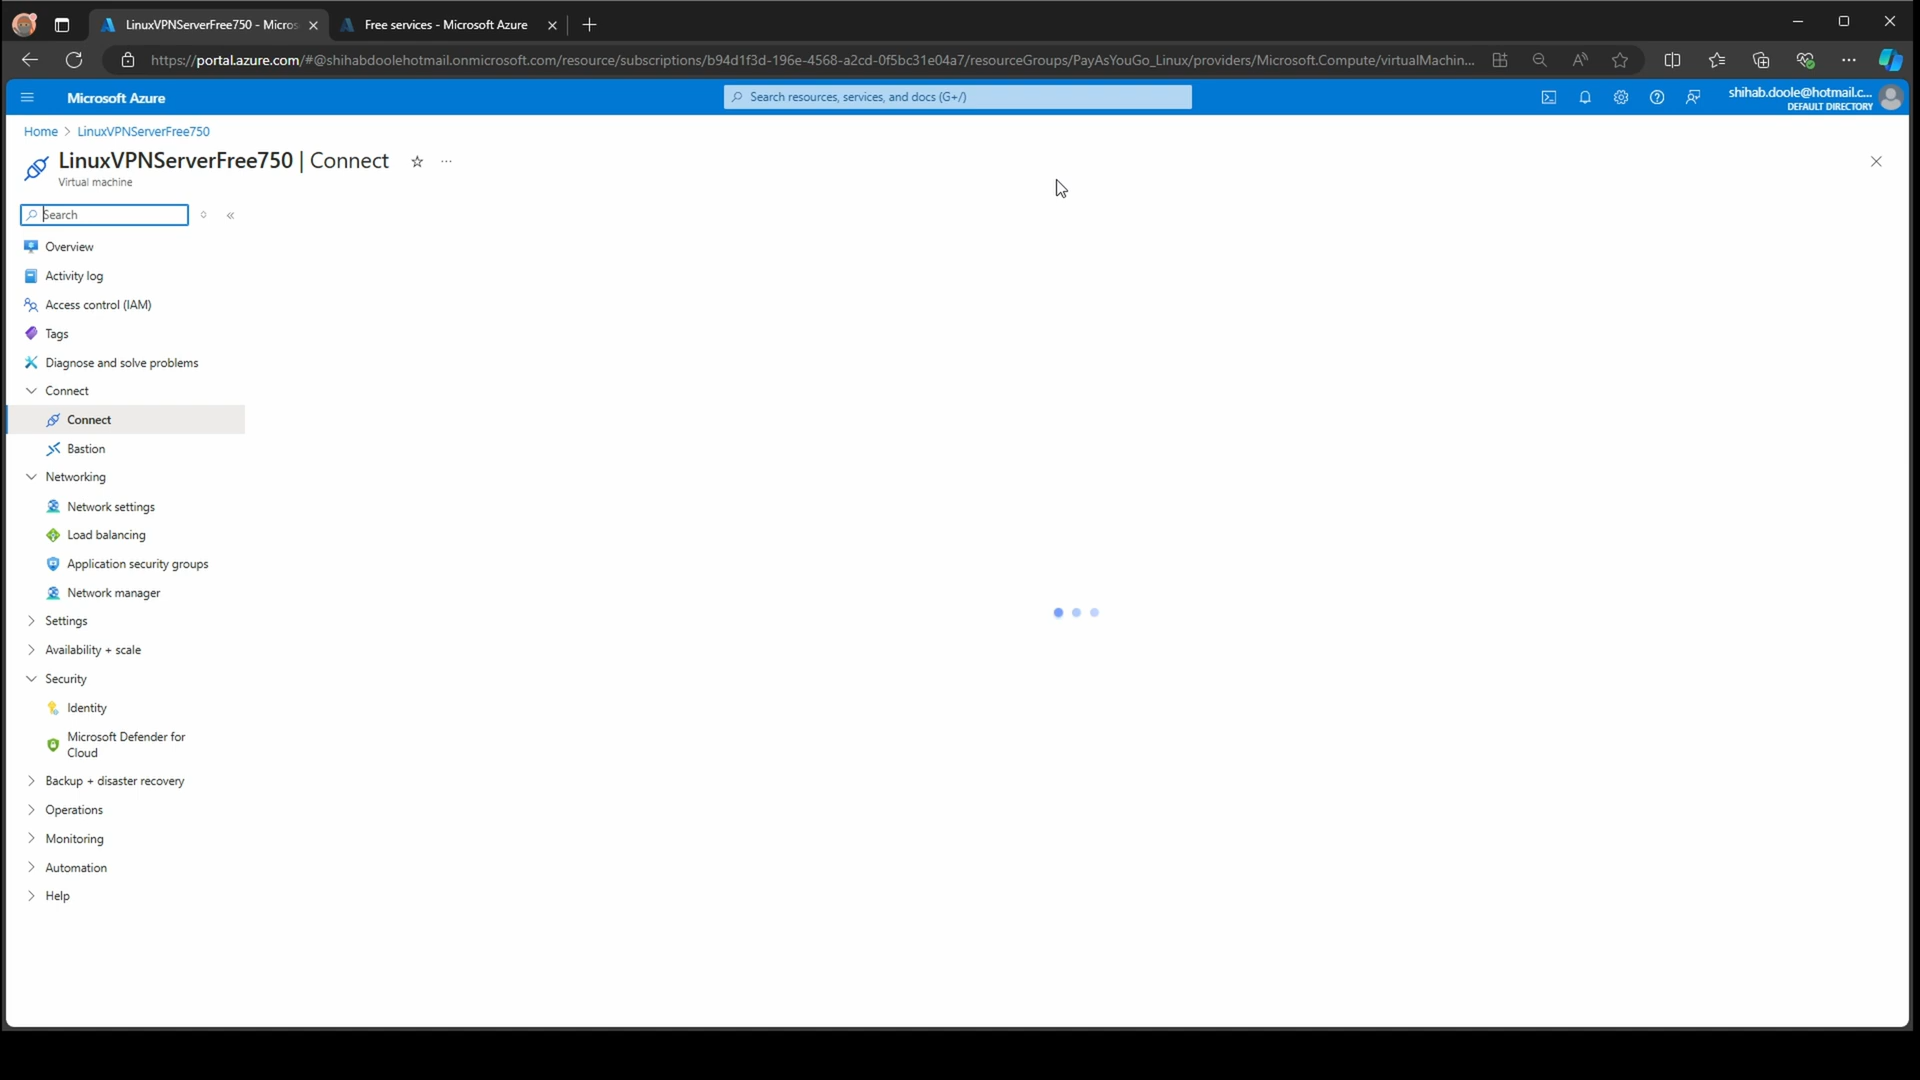 LinuxVPNServerFree750 - Micros
Free services - Microsoft Azure
https://portal.azure.com/#@shihabdoolehotmail.onmicrosoft.com/resource/subscriptions/b94d1f3d-196e-4568-a2cd-0f5bc31e04a7/resourceGroups/PayAsYouGo_Linux/providers/Microsoft.Compute/virtualMachin...
Microsoft Azure
Search resources, services, and docs (G+/)
shihab.doole@hotmail.c...
DEFAULT DIRECTORY
Home > LinuxVPNServerFree750
LinuxVPNServerFree750 | Connect
Virtual machine
Search
Overview
Activity log
Access control (IAM)
Tags
Diagnose and solve problems
Connect
Connect
Bastion
Networking
Network settings
Load balancing
Application security groups
Network manager
Settings
Availability + scale
Security
Identity
Microsoft Defender for
Cloud
Backup + disaster recovery
Operations
Monitoring
Automation
Help